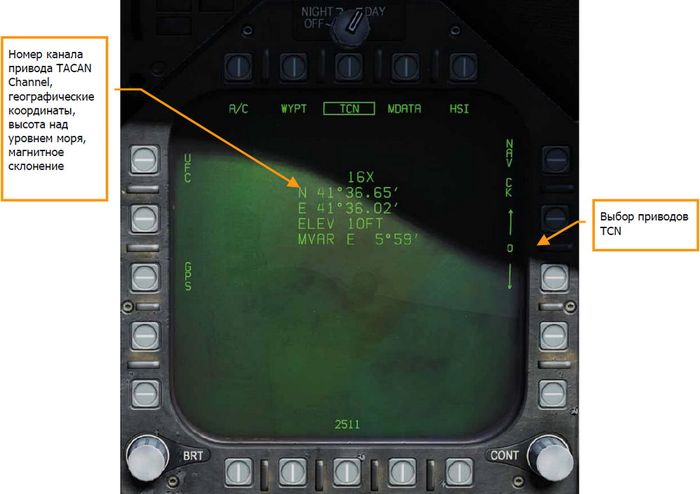 Номер канала
привода TACAN
Channel,
географические
координаты,
высота над
уровнем моря,
магнитное
склонение
NIGHT DAY
OFF
A/C WYPT TCN MDATA HSI
UFC
NAV CK
16X
N 41°36.65'
E 41°36.02'
ELEV 10FT
MVAR E 5°59'
0
GPS
Выбор приводов
TCN
2511
BRT
CONT